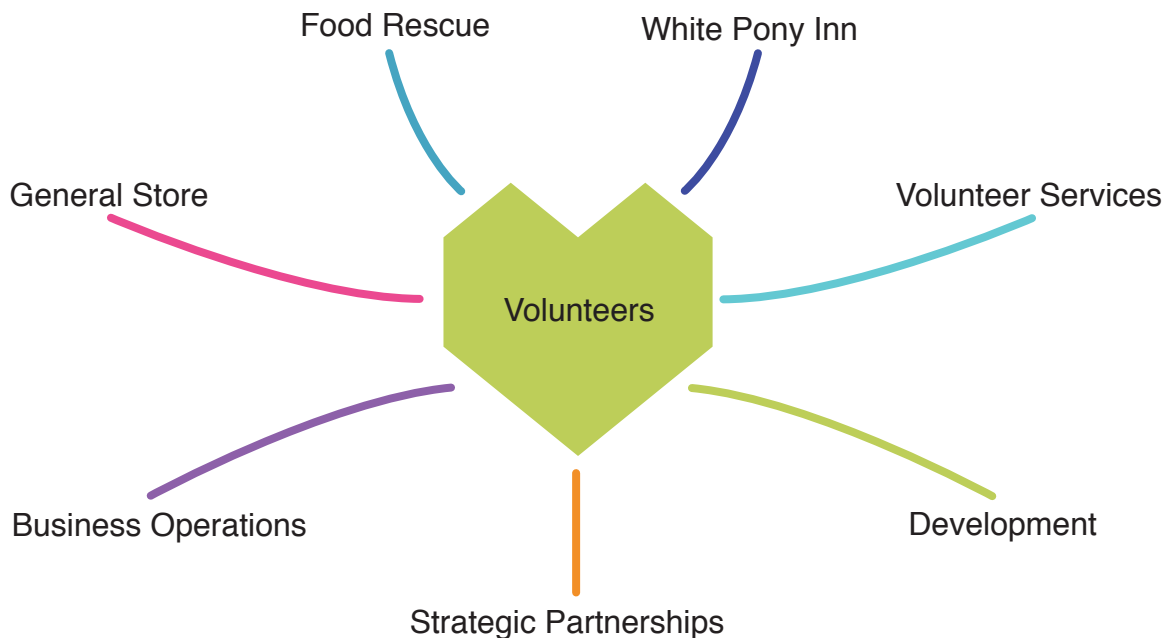 Food Rescue
White Pony Inn
General Store
Volunteer Services
Volunteers
Business Operations
Development
Strategic Partnerships